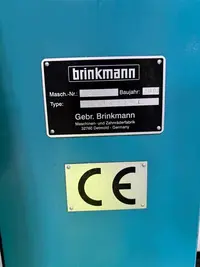 brinkmann
Masch.-Nr. Baujahr:
Type:
Gebr. Brinkmann
Maschinen- und Zahnräderfabrik
32760 Detmold - Germany
CE